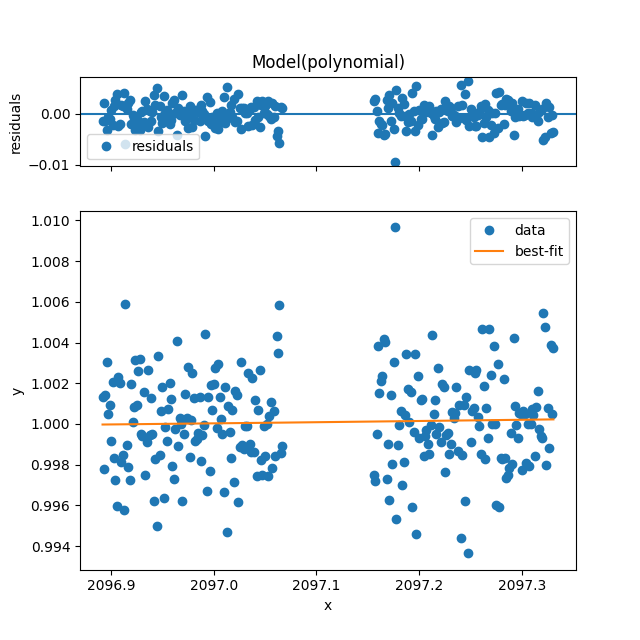 Model(polynomial)
residuals
0.00
−0.01
residuals
y
1.010
1.008
1.006
1.004
1.002
1.000
0.998
0.996
0.994
data
best-fit
2096.9
2097.0
2097.1
2097.2
2097.3
x